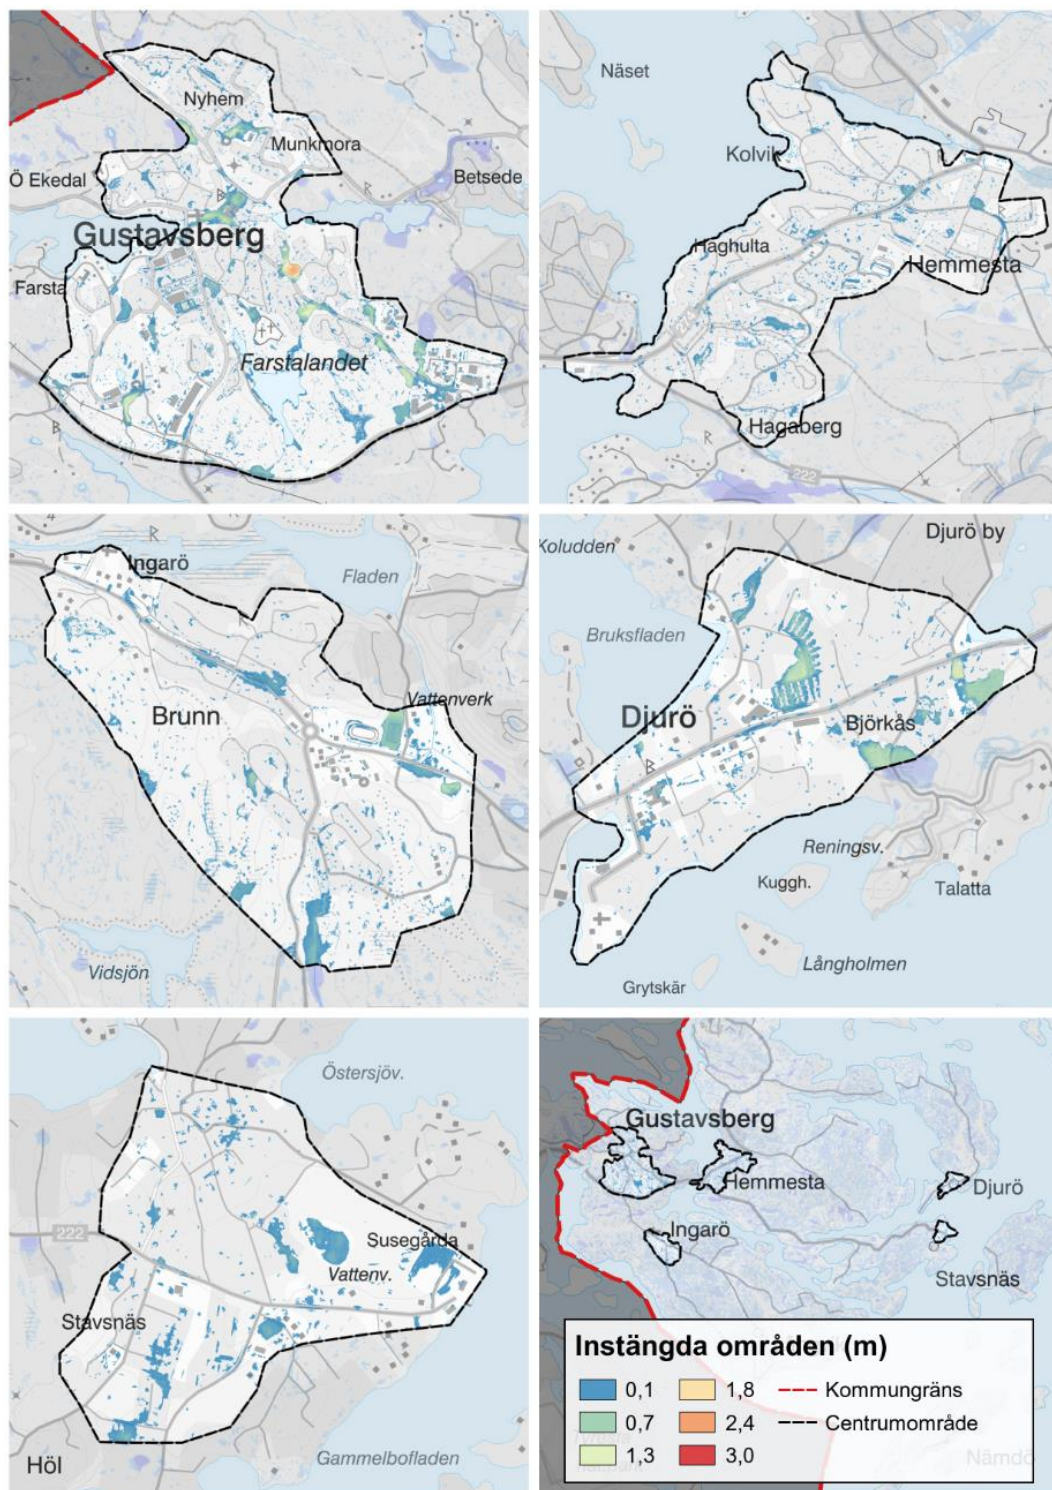 Näset
Nyhem
Munkmora
Kolvik
Ö Ekedal
Betsede
R
B
Gustavsberg
Haghulta
Hemmesta
Farsta
274
Farstalandet
B
Hagaberg
R
222
R
Ingarö
Fladen
Djurö by
Koludden
Bruksfladen
Vattenverk
Brunn
Djurö
Björkås
B
Reningsv.
Kuggh.
Talatta
Vidsjön
Långholmen
Grytskär
Östersjöv.
Gustavsberg
Hemmesta
Djurö
222
Susegårda
Ingarö
Vattenv.
Stavsnäs
Stavsnäs
Instängda områden (m)
0,1
1,8
Kommungräns
0,7
2,4
Centrumområde
1,3
3,0
Gammelbofladen
Höl
Nämdö